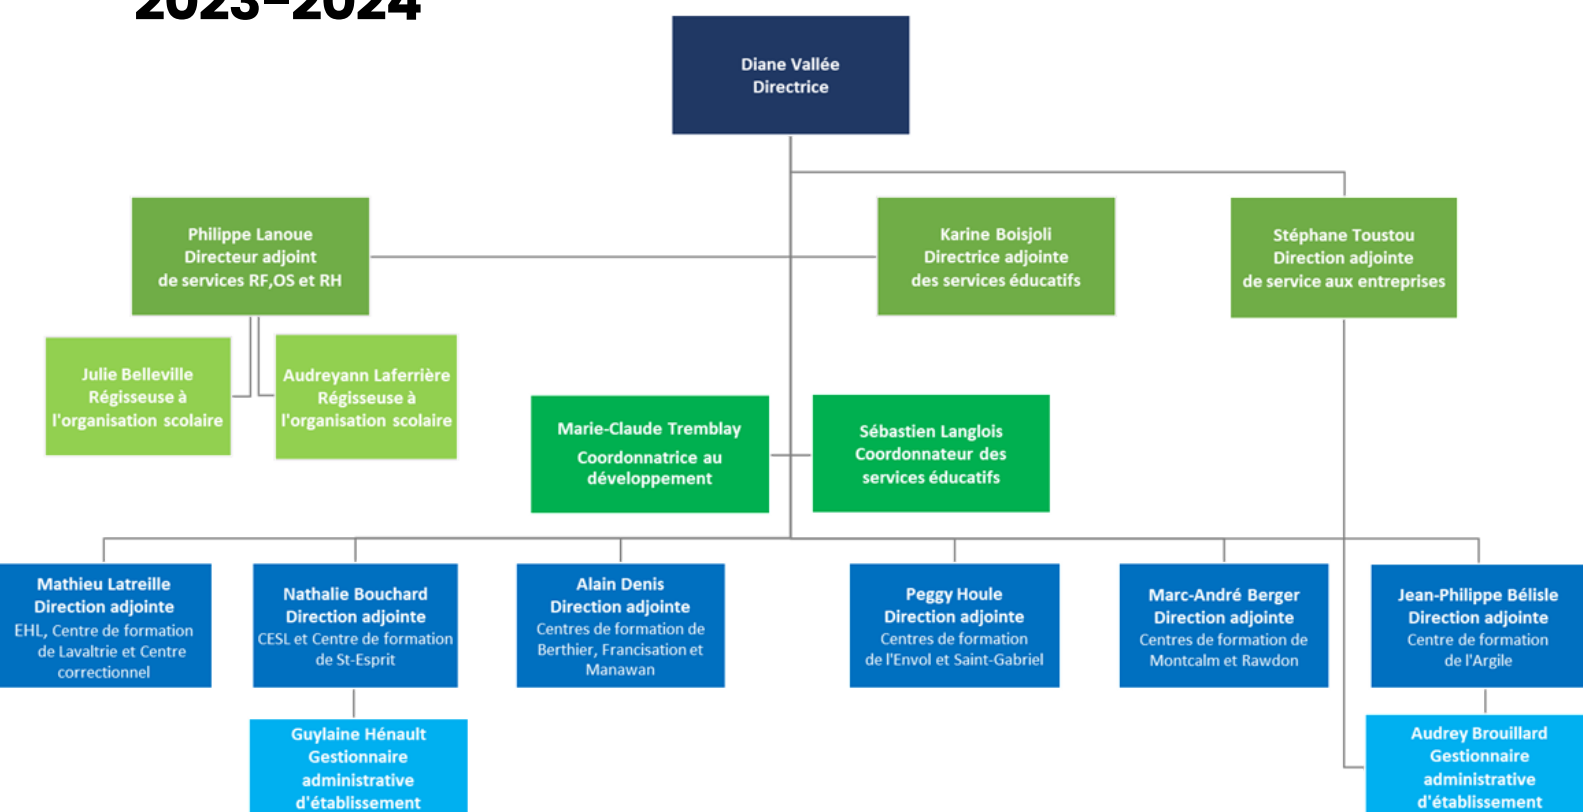 2023-2024
Diane Vallée
Directrice
Philippe Lanoue
Directeur adjoint
de services RF,OS et RH
Karine Boisjoli
Directrice adjointe
des services éducatifs
Stéphane Toustou
Direction adjointe
de service aux entreprises
Julie Belleville
Régisseuse à
l'organisation scolaire
Audreyann Laferrière
Régisseuse à
l'organisation scolaire
Marie-Claude Tremblay
Coordonnatrice au
développement
Sébastien Langlois
Coordonnateur des
services éducatifs
Mathieu Latreille
Direction adjointe
EHL, Centre de formation
de Lavaltrie et Centre
correctionnel
Nathalie Bouchard
Direction adjointe
CESL et Centre de formation
de St-Esprit
Alain Denis
Direction adjointe
Centres de formation de
Berthier, Francisation et
Manawan
Peggy Houle
Direction adjointe
Centres de formation
de l'Envol et Saint-Gabriel
Marc-André Berger
Direction adjointe
Centres de formation de
Montcalm et Rawdon
Jean-Philippe Bélisle
Direction adjointe
Centre de formation
de l'Argile
Guylaine Hénault
Gestionnaire
administrative
d'établissement
Audrey Brouillard
Gestionnaire
administrative
d'établissement